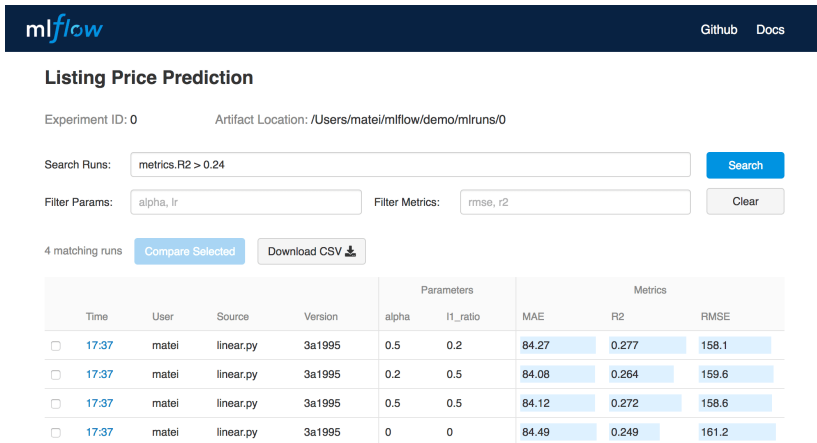 mlflow
Github Docs
Listing Price Prediction
Experiment ID: 0 Artifact Location: /Users/matei/mlflow/demo/mlruns/0
Search Runs: metrics.R2 > 0.24 Search
Filter Params: alpha, lr Filter Metrics: rmse, r2 Clear
4 matching runs Compare Selected Download CSV
Parameters Metrics
Time User Source Version alpha l1_ratio MAE R2 RMSE
17:37 matei linear.py 3a1995 0.5 0.2 84.27 0.277 158.1
17:37 matei linear.py 3a1995 0.2 0.5 84.08 0.264 159.6
17:37 matei linear.py 3a1995 0.5 0.5 84.12 0.272 158.6
17:37 matei linear.py 3a1995 0 0 84.49 0.249 161.2